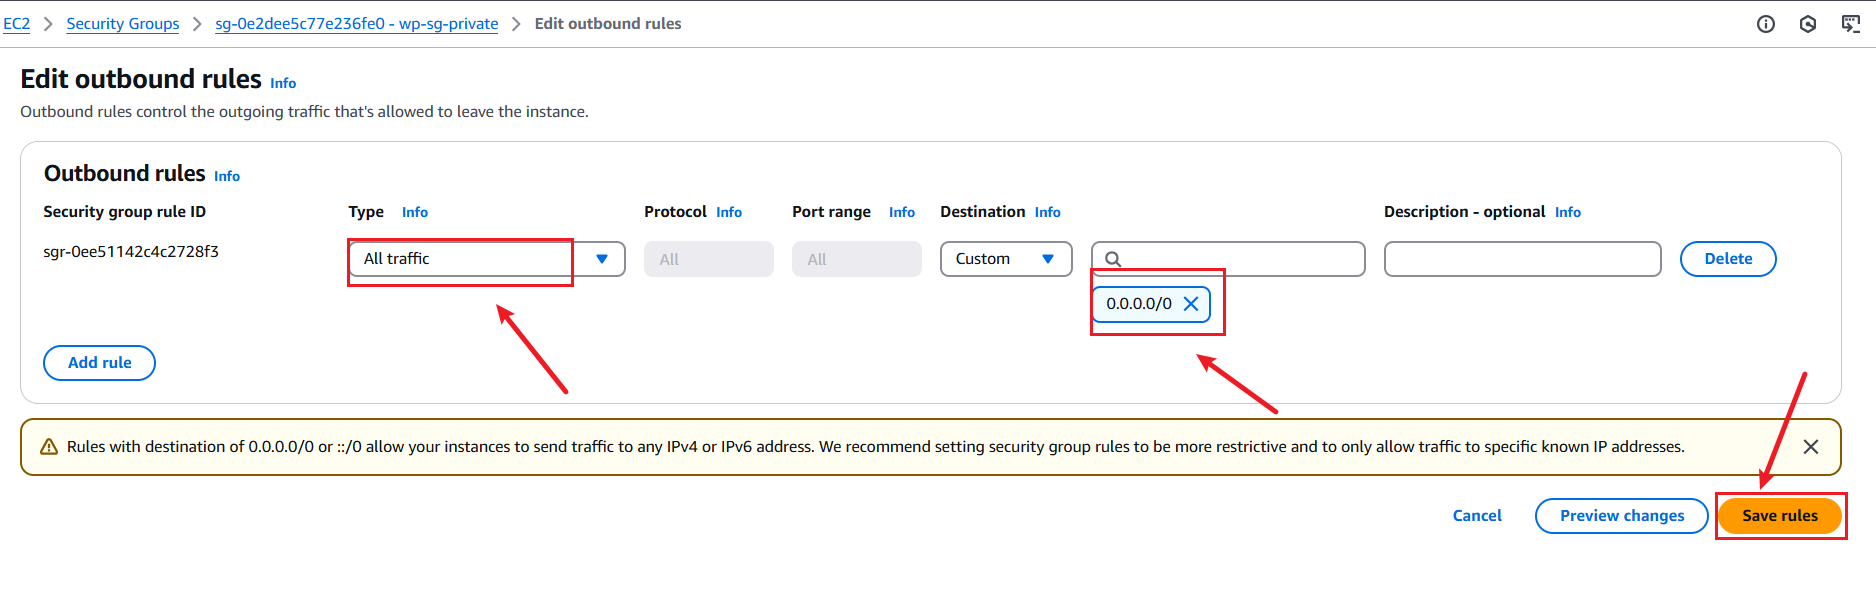 EC2 > Security Groups > sg-0e2dee5c77e236fe0 - wp-sg-private > Edit outbound rules
Edit outbound rules Info
Outbound rules control the outgoing traffic that's allowed to leave the instance.
Outbound rules Info
Security group rule ID Type Info Protocol Info Port range Info Destination Info Description - optional Info
sgr-0ee51142c4c2728f3 All traffic All All Custom Delete
0.0.0.0/0
Add rule
Rules with destination of 0.0.0.0/0 or ::/0 allow your instances to send traffic to any IPv4 or IPv6 address. We recommend setting security group rules to be more restrictive and to only allow traffic to specific known IP addresses.
Cancel Preview changes Save rules